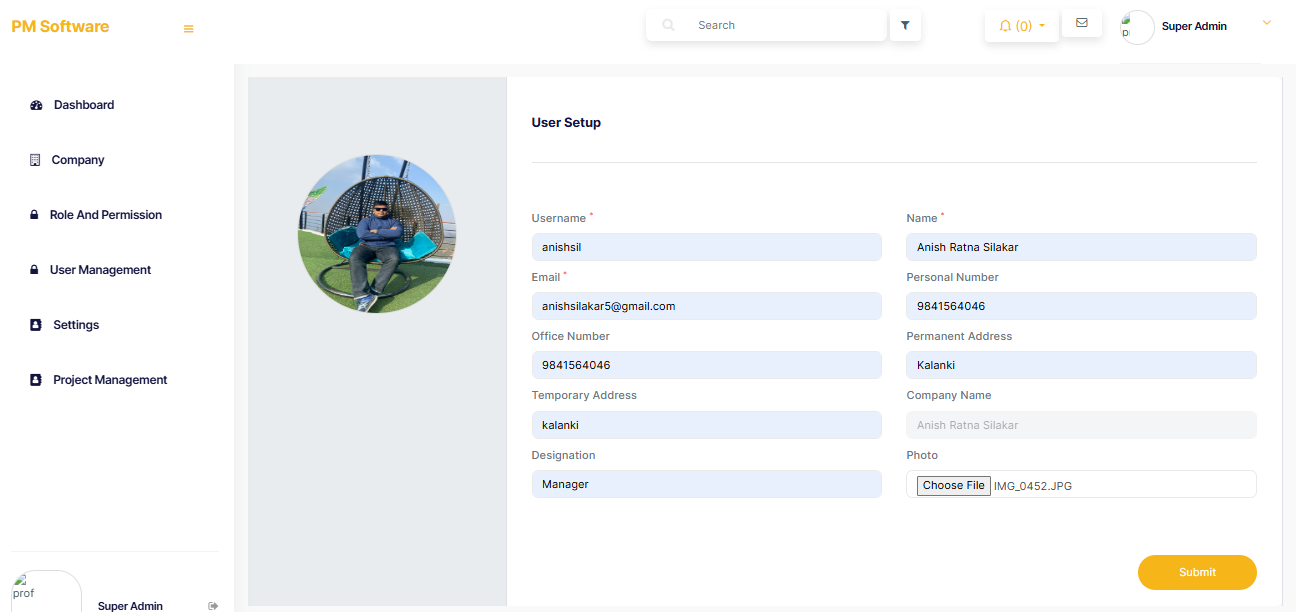 PM Software
Search
(0)
Super Admin
Dashboard
Company
Role And Permission
User Management
Settings
Project Management
prof
Super Admin
User Setup
Username * Name *
anishsil Anish Ratna Silakar
Email * Personal Number
anishsilakar5@gmail.com 9841564046
Office Number Permanent Address
9841564046 Kalanki
Temporary Address Company Name
kalanki Anish Ratna Silakar
Designation Photo
Manager Choose File IMG_0452.JPG
Submit